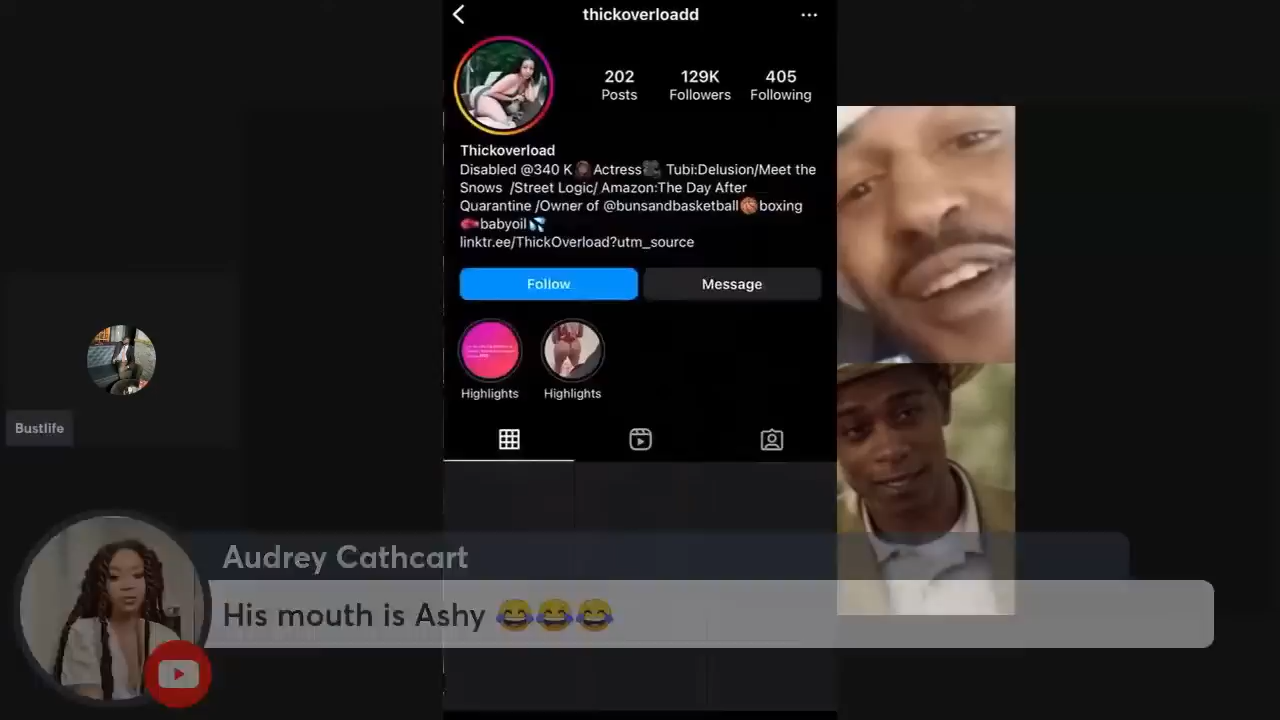 thickoverloadd
202 129K 405
Posts Followers Following
Thickoverload
Disabled @340 K Actress Tubi:Delusion/Meet the
Snows /Street Logic/ Amazon:The Day After
Quarantine /Owner of @bunsandbasketball🏀boxing
🥊babyoil💦
linktr.ee/ThickOverload?utm_source
Follow Message
Highlights Highlights
Bustlife
Audrey Cathcart
His mouth is Ashy 😂😂😂